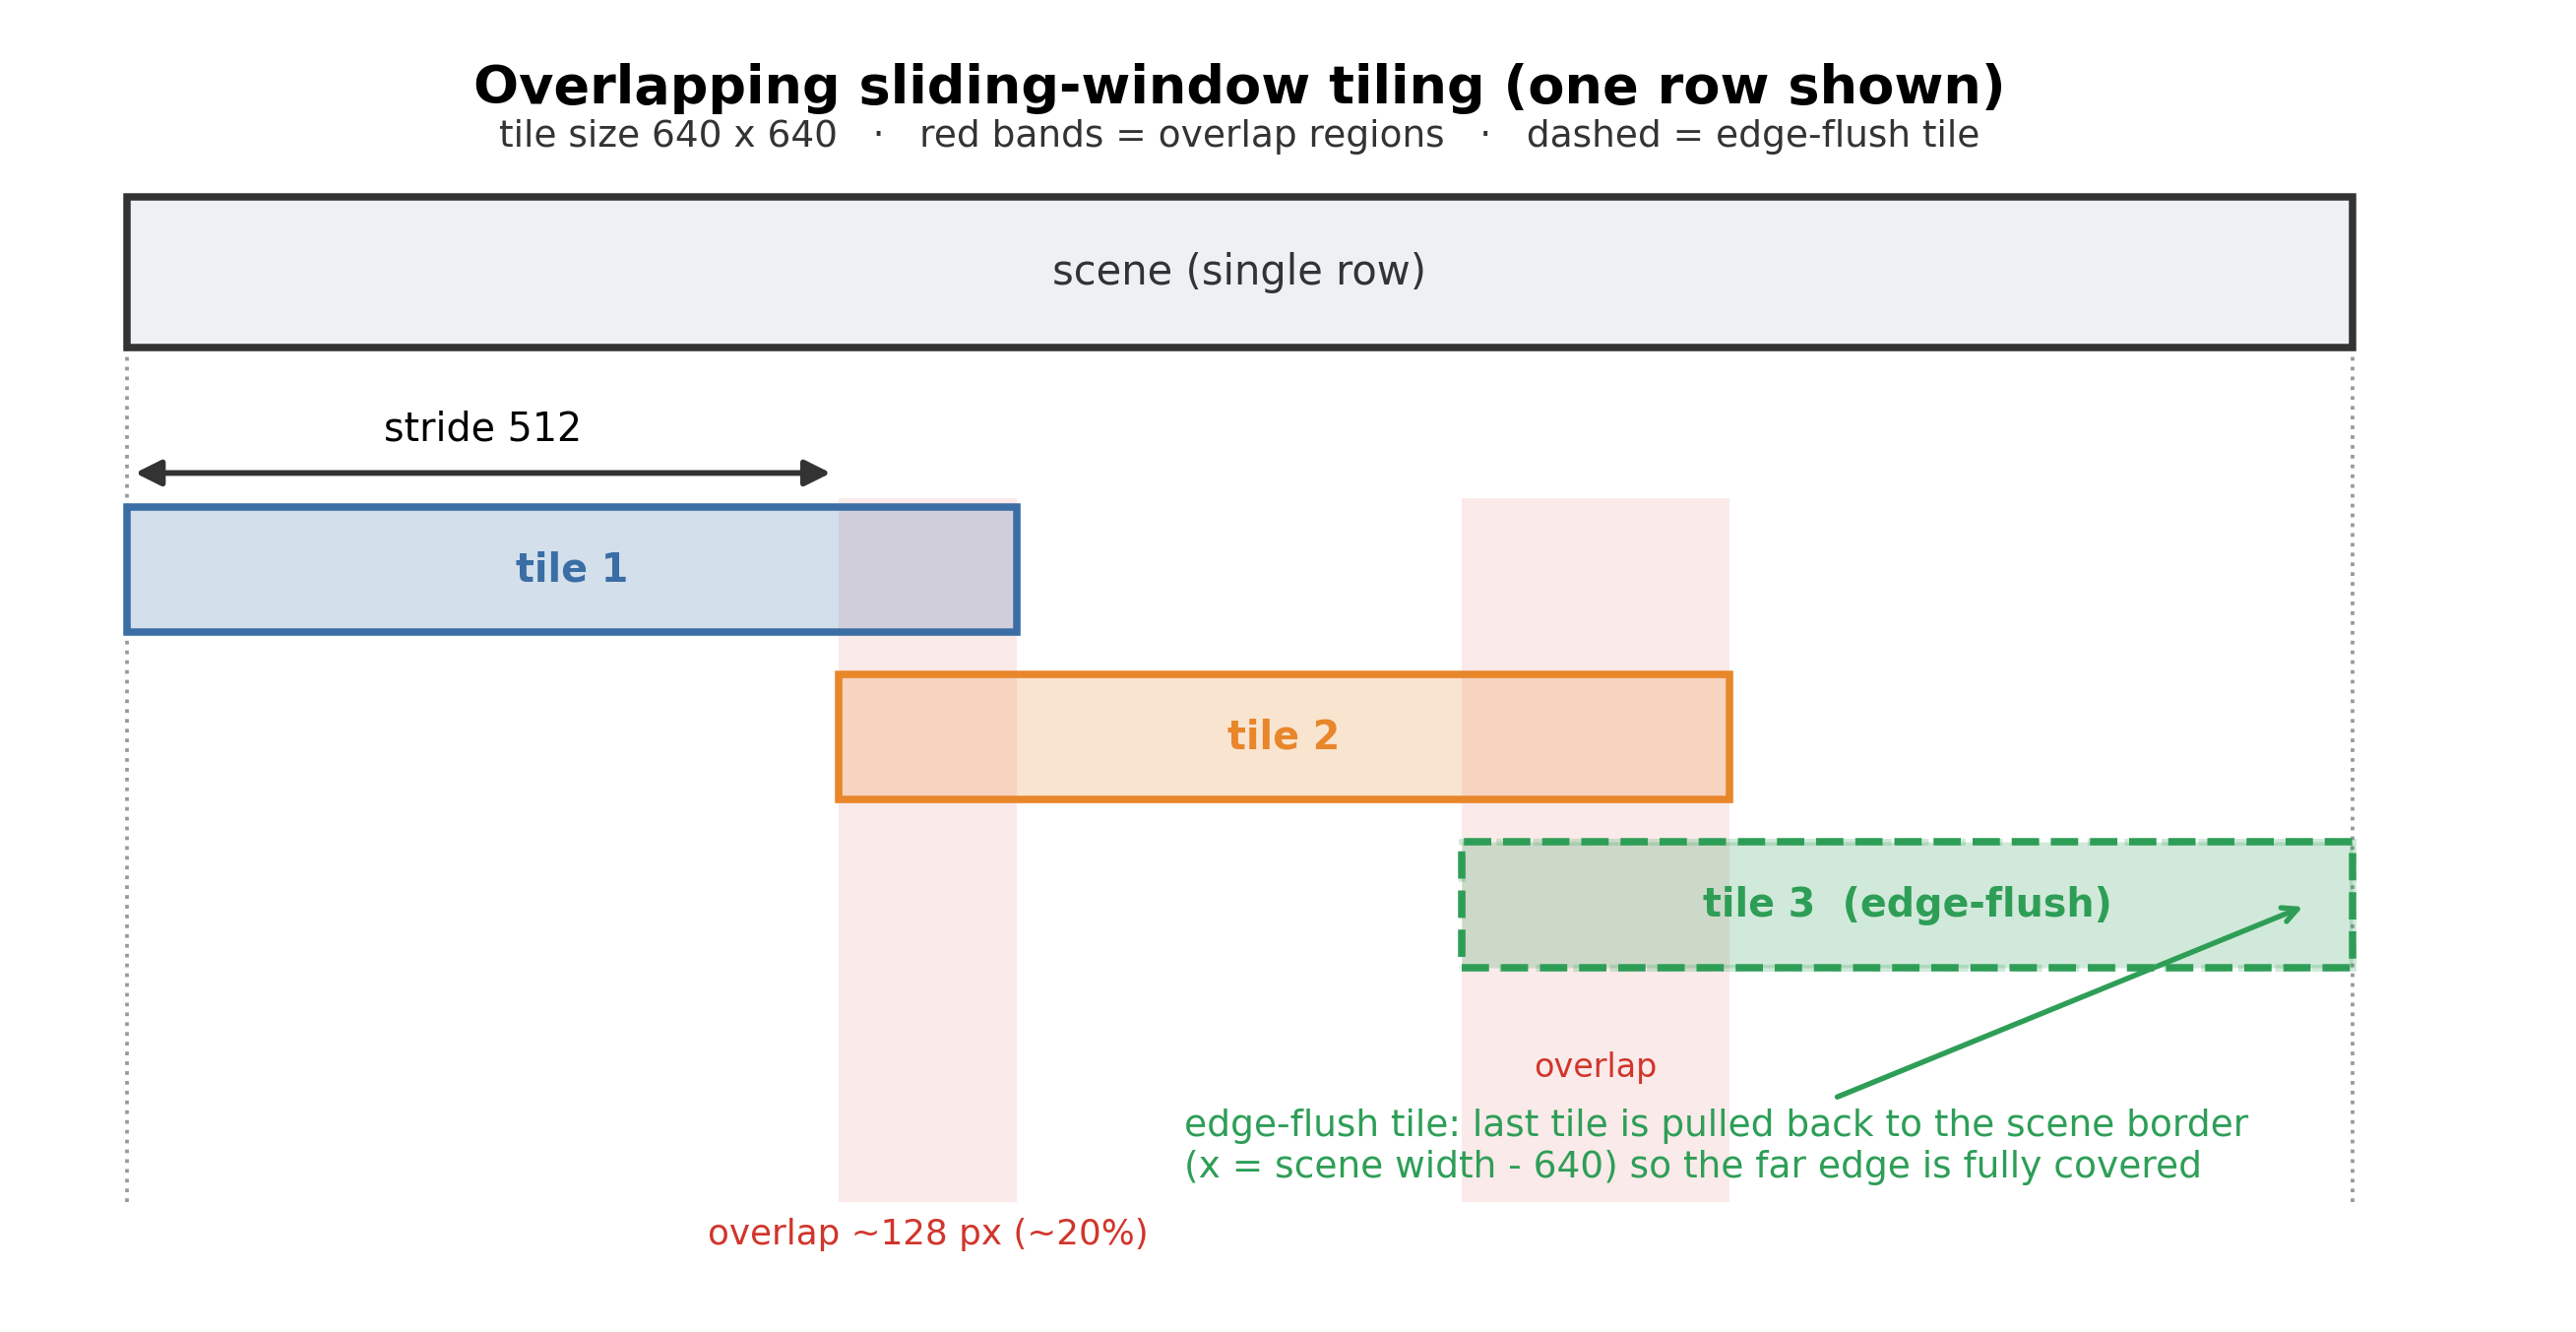 Overlapping sliding-window tiling (one row shown)
tile size 640 x 640 · red bands = overlap regions · dashed = edge-flush tile
scene (single row)
stride 512
tile 1
tile 2
tile 3 (edge-flush)
overlap
edge-flush tile: last tile is pulled back to the scene border
(x = scene width - 640) so the far edge is fully covered
overlap ~128 px (~20%)